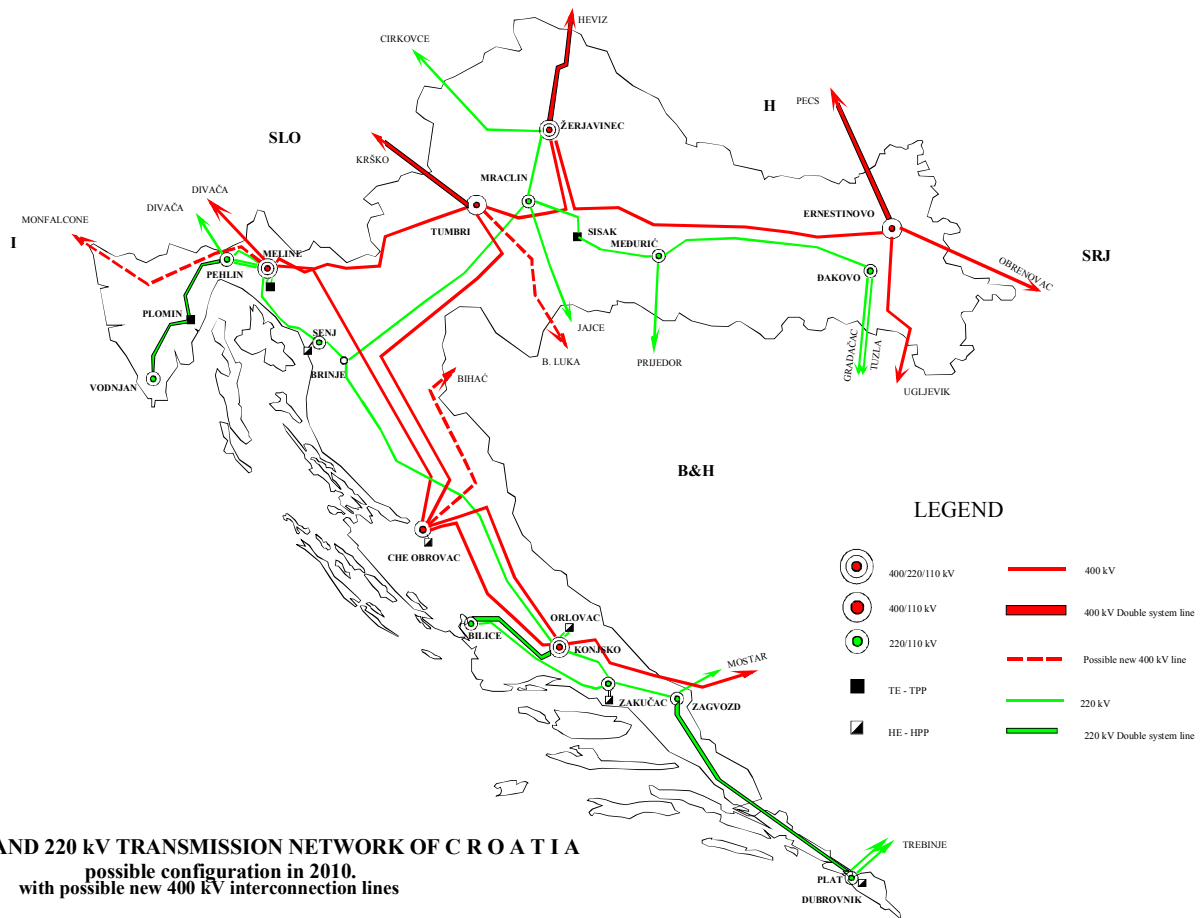 HEVIZ
CIRKOVCE
H
PECS
ŽERJAVINEC
SLO
KRŠKO
MRACLIN
DIVAČA
DIVAČA
MONFALCONE
I
ERNESTINOVO
TUMBRI
SISAK
MEĐURIĆ
MELINE
PEHLIN
SRJ
OBRENOVAC
ĐAKOVO
PLOMIN
JAJCE
SENJ
B. LUKA
PRIJEDOR
GRADAČAC
TUZLA
BRINJE
BIHAĆ
VODNJAN
UGLJEVIK
B&H
LEGEND
CHE OBROVAC
400/220/110 kV
400 kV
400/110 kV
400 kV Double system line
ORLOVAC
BILICE
KONJSKO
220/110 kV
MOSTAR
Possible new 400 kV line
TE - TPP
ZAKUČAC
ZAGVOZD
220 kV
HE - HPP
220 kV Double system line
AND 220 kV TRANSMISSION NETWORK OF C R O A T I A
possible configuration in 2010.
with possible new 400 kV interconnection lines
TREBINJE
PLAT
DUBROVNIK